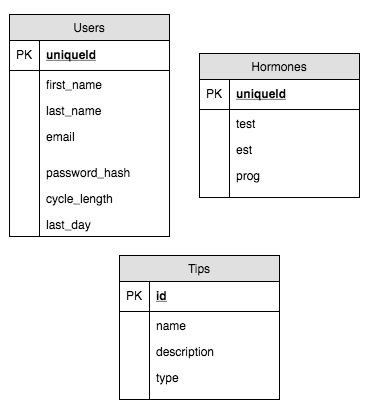 Users
PK uniqueId
first_name
last_name
email
password_hash
cycle_length
last_day
Hormones
PK uniqueId
test
est
prog
Tips
PK id
name
description
type